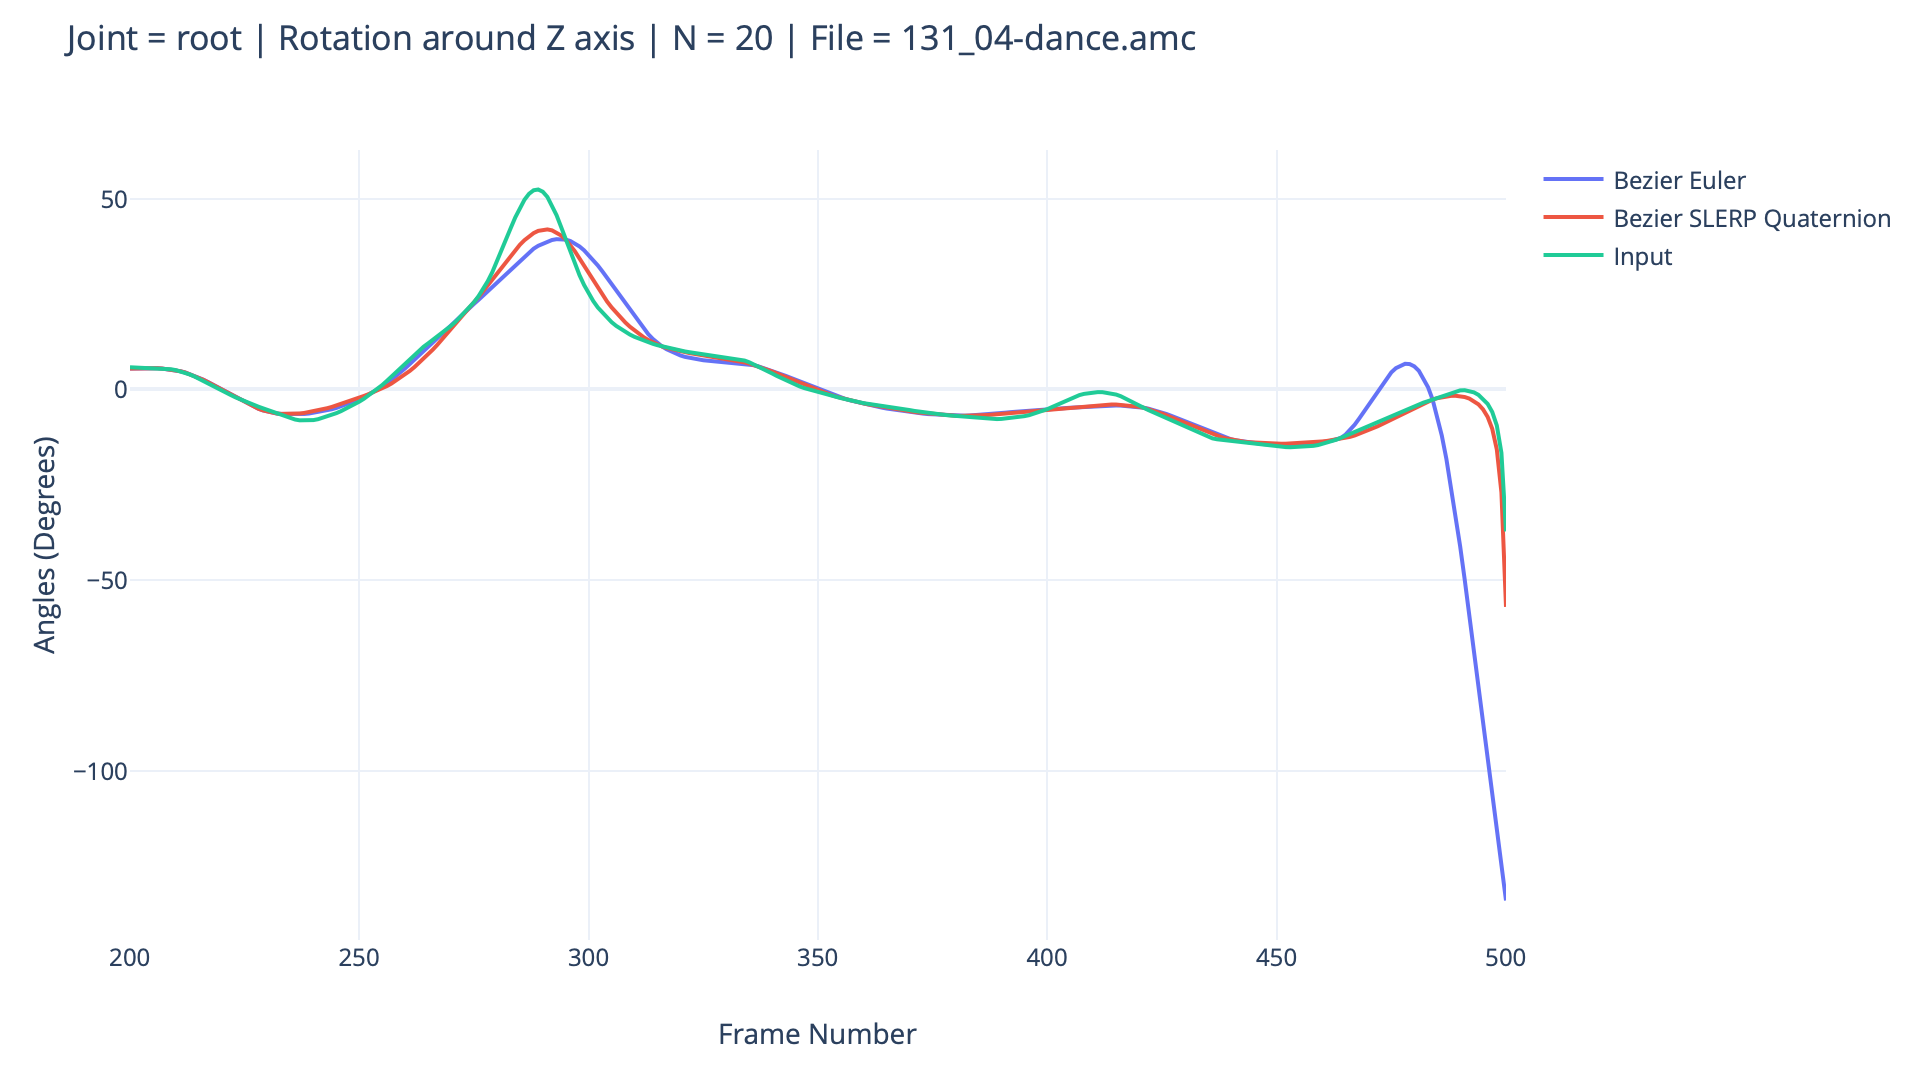 Joint = root | Rotation around Z axis | N = 20 | File = 131_04-dance.amc
Bezier Euler
Bezier SLERP Quaternion
Input
Angles (Degrees)
50
0
−50
−100
200 250 300 350 400 450 500
Frame Number